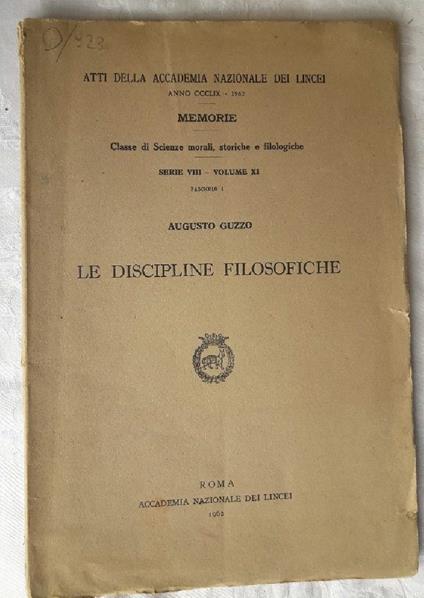 D/923
ATTI DELLA ACCADEMIA NAZIONALE DEI LINCEI
ANNO CCCLIX - 1962
MEMORIE
Classe di Scienze morali, storiche e filologiche
SERIE VIII - VOLUME XI
FASCICOLO 1
AUGUSTO GUZZO
LE DISCIPLINE FILOSOFICHE
ROMA
ACCADEMIA NAZIONALE DEI LINCEI
1962